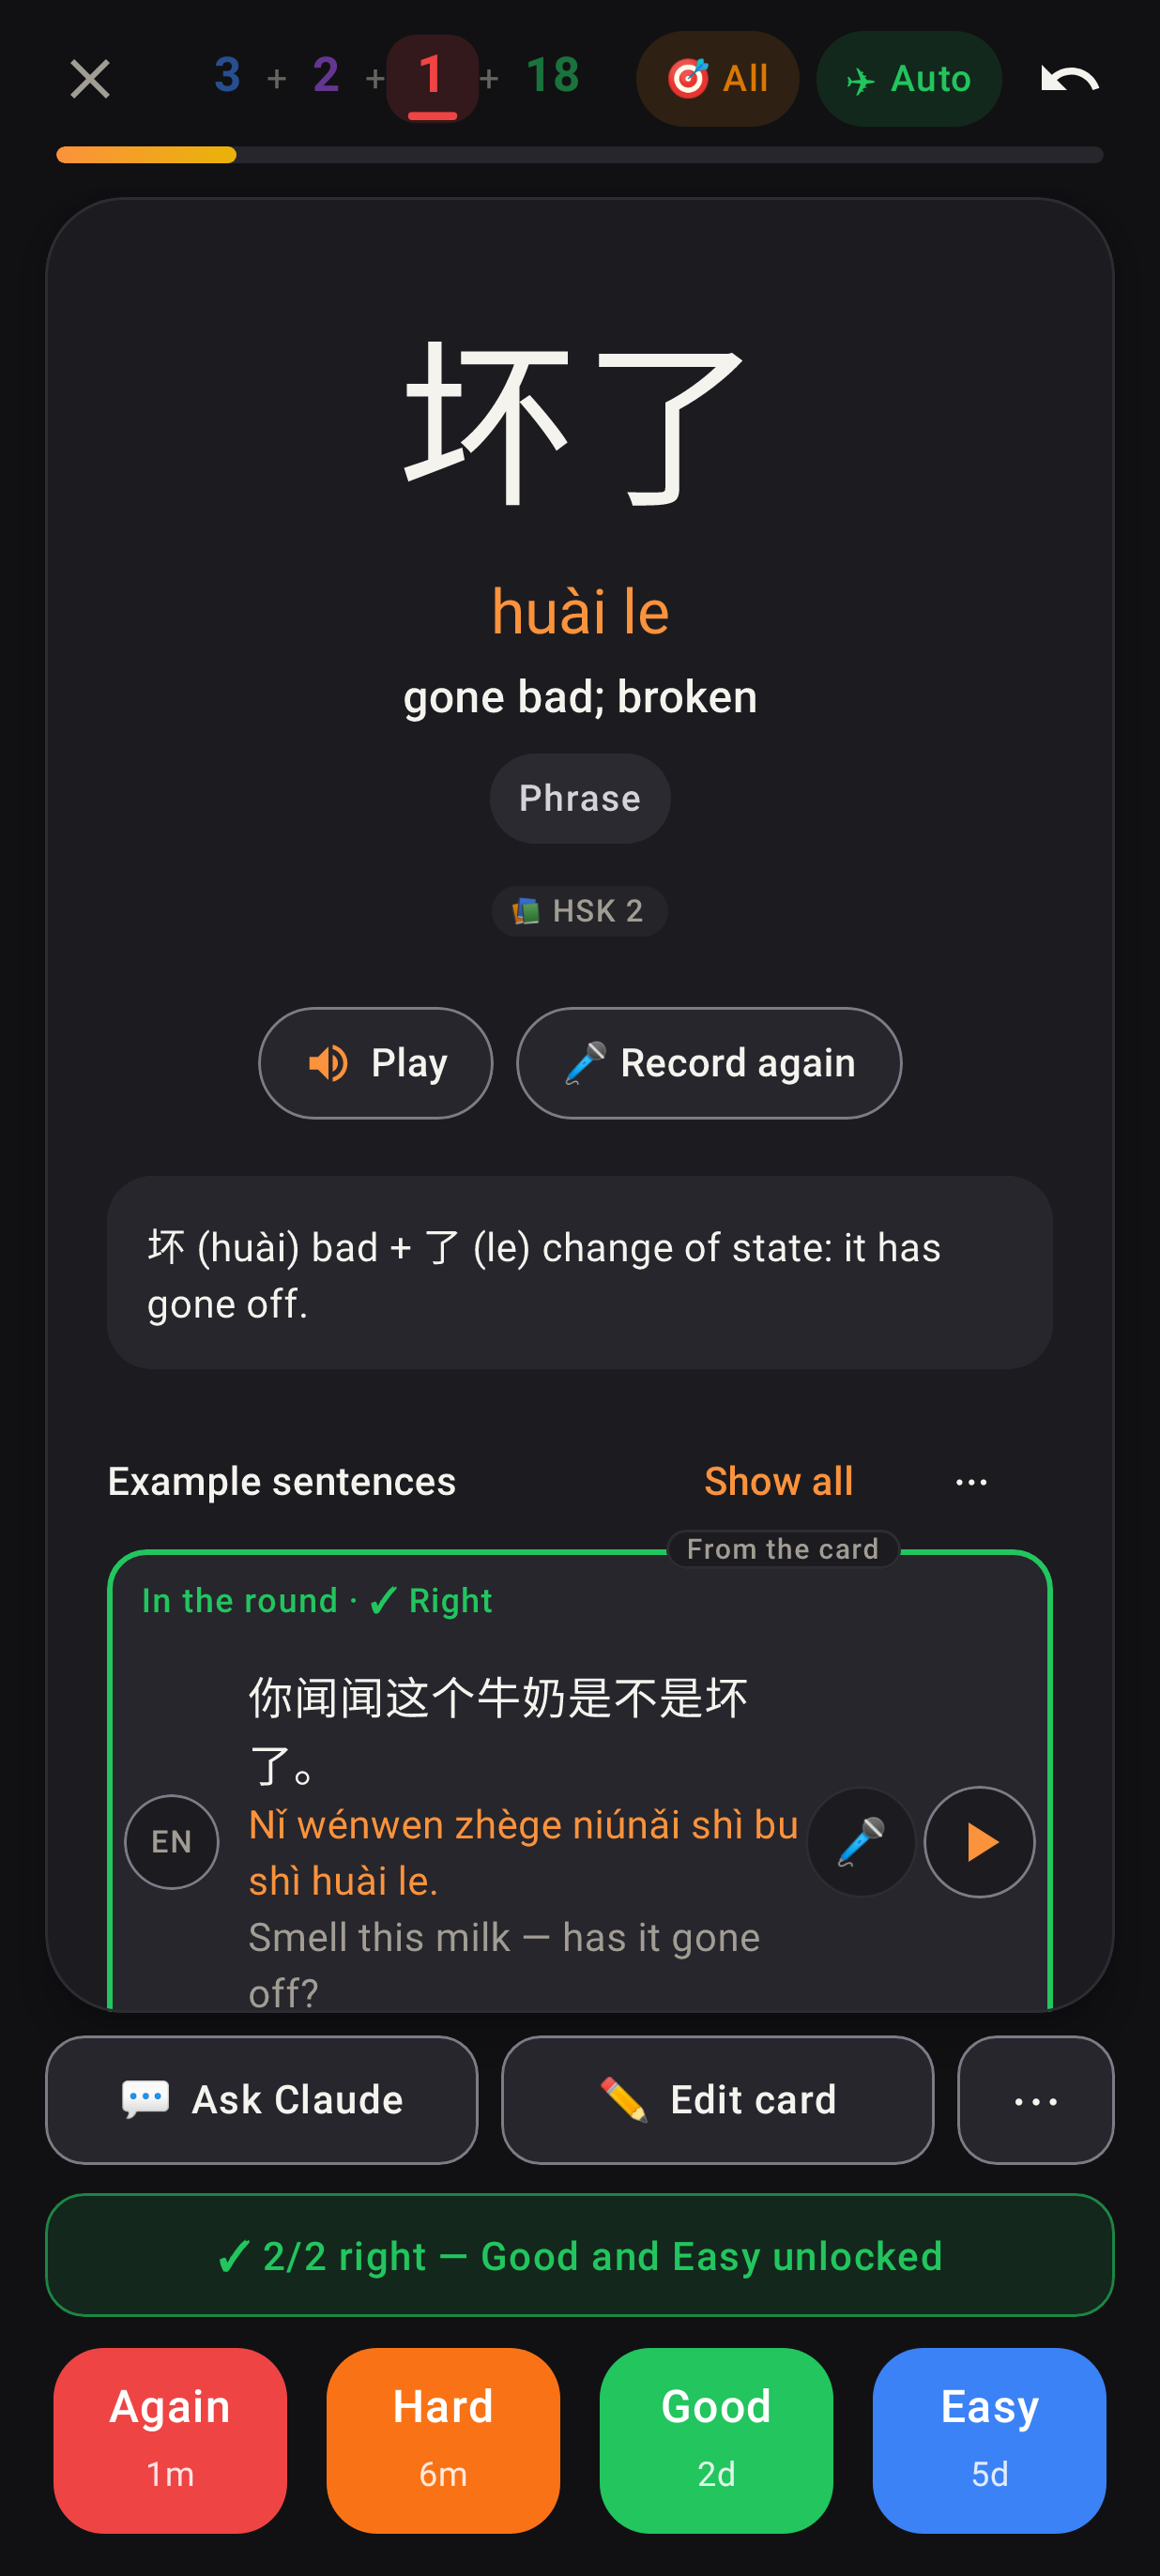 3 + 2 + 1 + 18
All
Auto
坏了
huài le
gone bad; broken
Phrase
HSK 2
Play
Record again
坏 (huài) bad + 了 (le) change of state: it has
gone off.
Example sentences
Show all
...
From the card
In the round · ✓ Right
你闻闻这个牛奶是不是坏
了。
Nǐ wénwen zhège niúnǎi shì bu
shì huài le.
Smell this milk — has it gone
off?
EN
Ask Claude
Edit card
...
✓ 2/2 right — Good and Easy unlocked
Again
1m
Hard
6m
Good
2d
Easy
5d